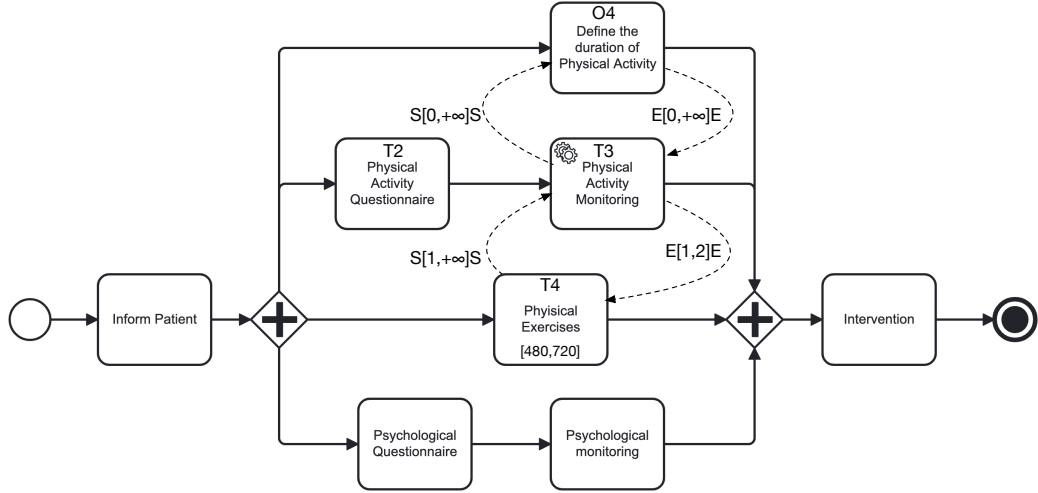 O4
Define the
duration of
Physical Activity
S[0,+∞]S
E[0,+∞]E
T2
Physical
Activity
Questionnaire
T3
Physical
Activity
Monitoring
S[1,+∞]S
E[1,2]E
Inform Patient
T4
Phyisical
Exercises
[480,720]
Intervention
Psychological
Questionnaire
Psychological
monitoring